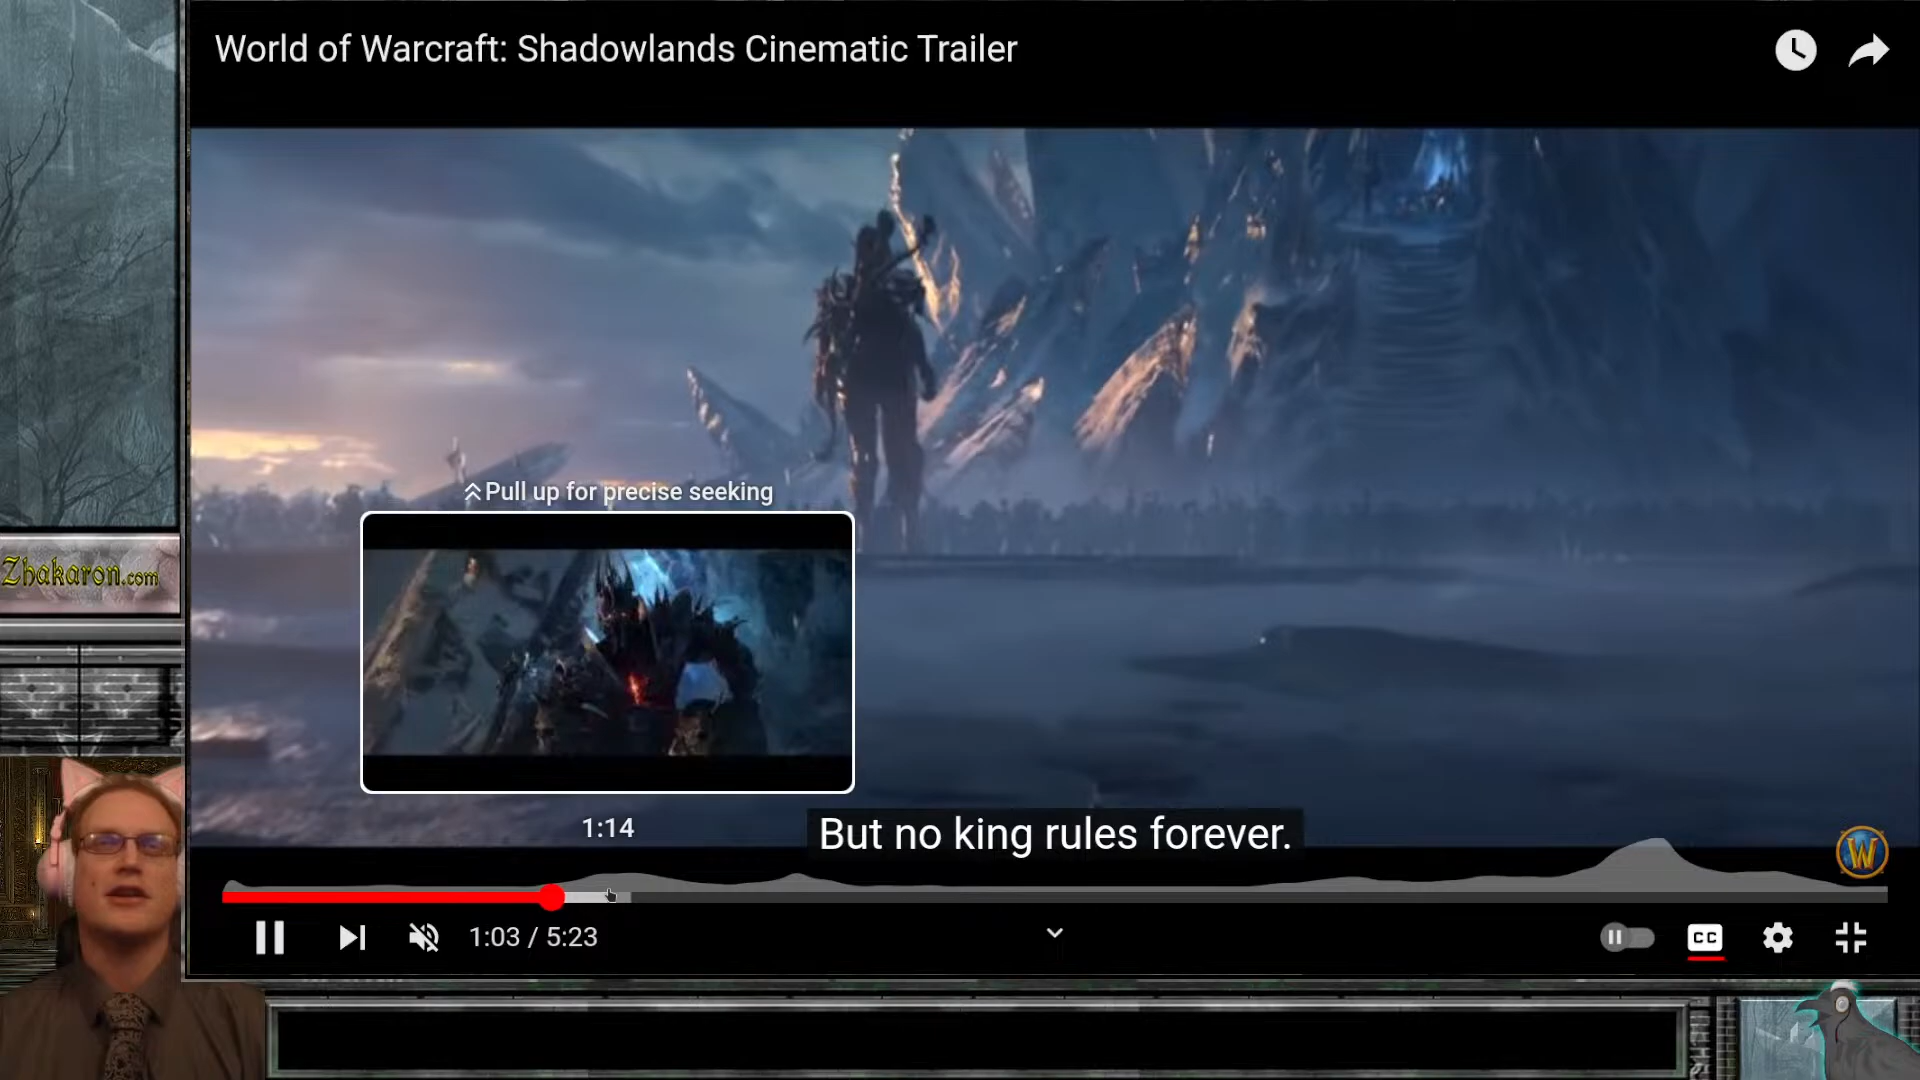 World of Warcraft: Shadowlands Cinematic Trailer
Pull up for precise seeking
Zhakaron.com
1:14
But no king rules forever.
W
1:03 / 5:23
CC